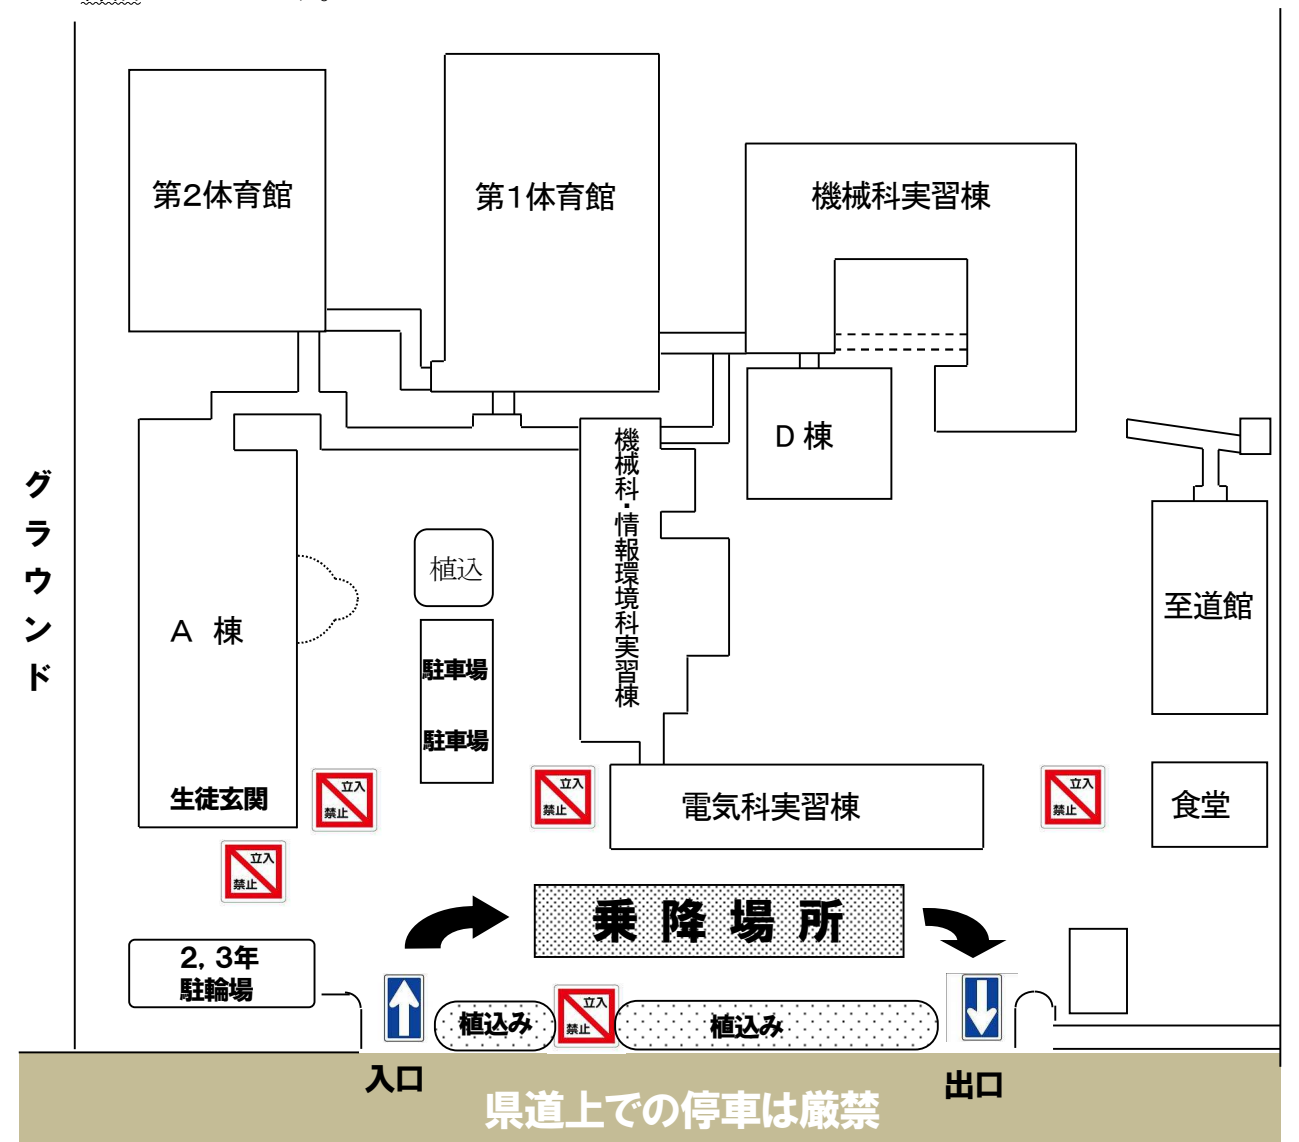 第2体育館
第1体育館
機械科実習棟
D棟
機械科・情報環境科実習棟
グラウンド
植込
A 棟
至道館
駐車場
駐車場
生徒玄関
立入
禁止
立入
禁止
電気科実習棟
立入
禁止
食堂
立入
禁止
乗降場所
2, 3年
駐輪場
植込み
立入
禁止
植込み
入口
出口
県道上での停車は厳禁